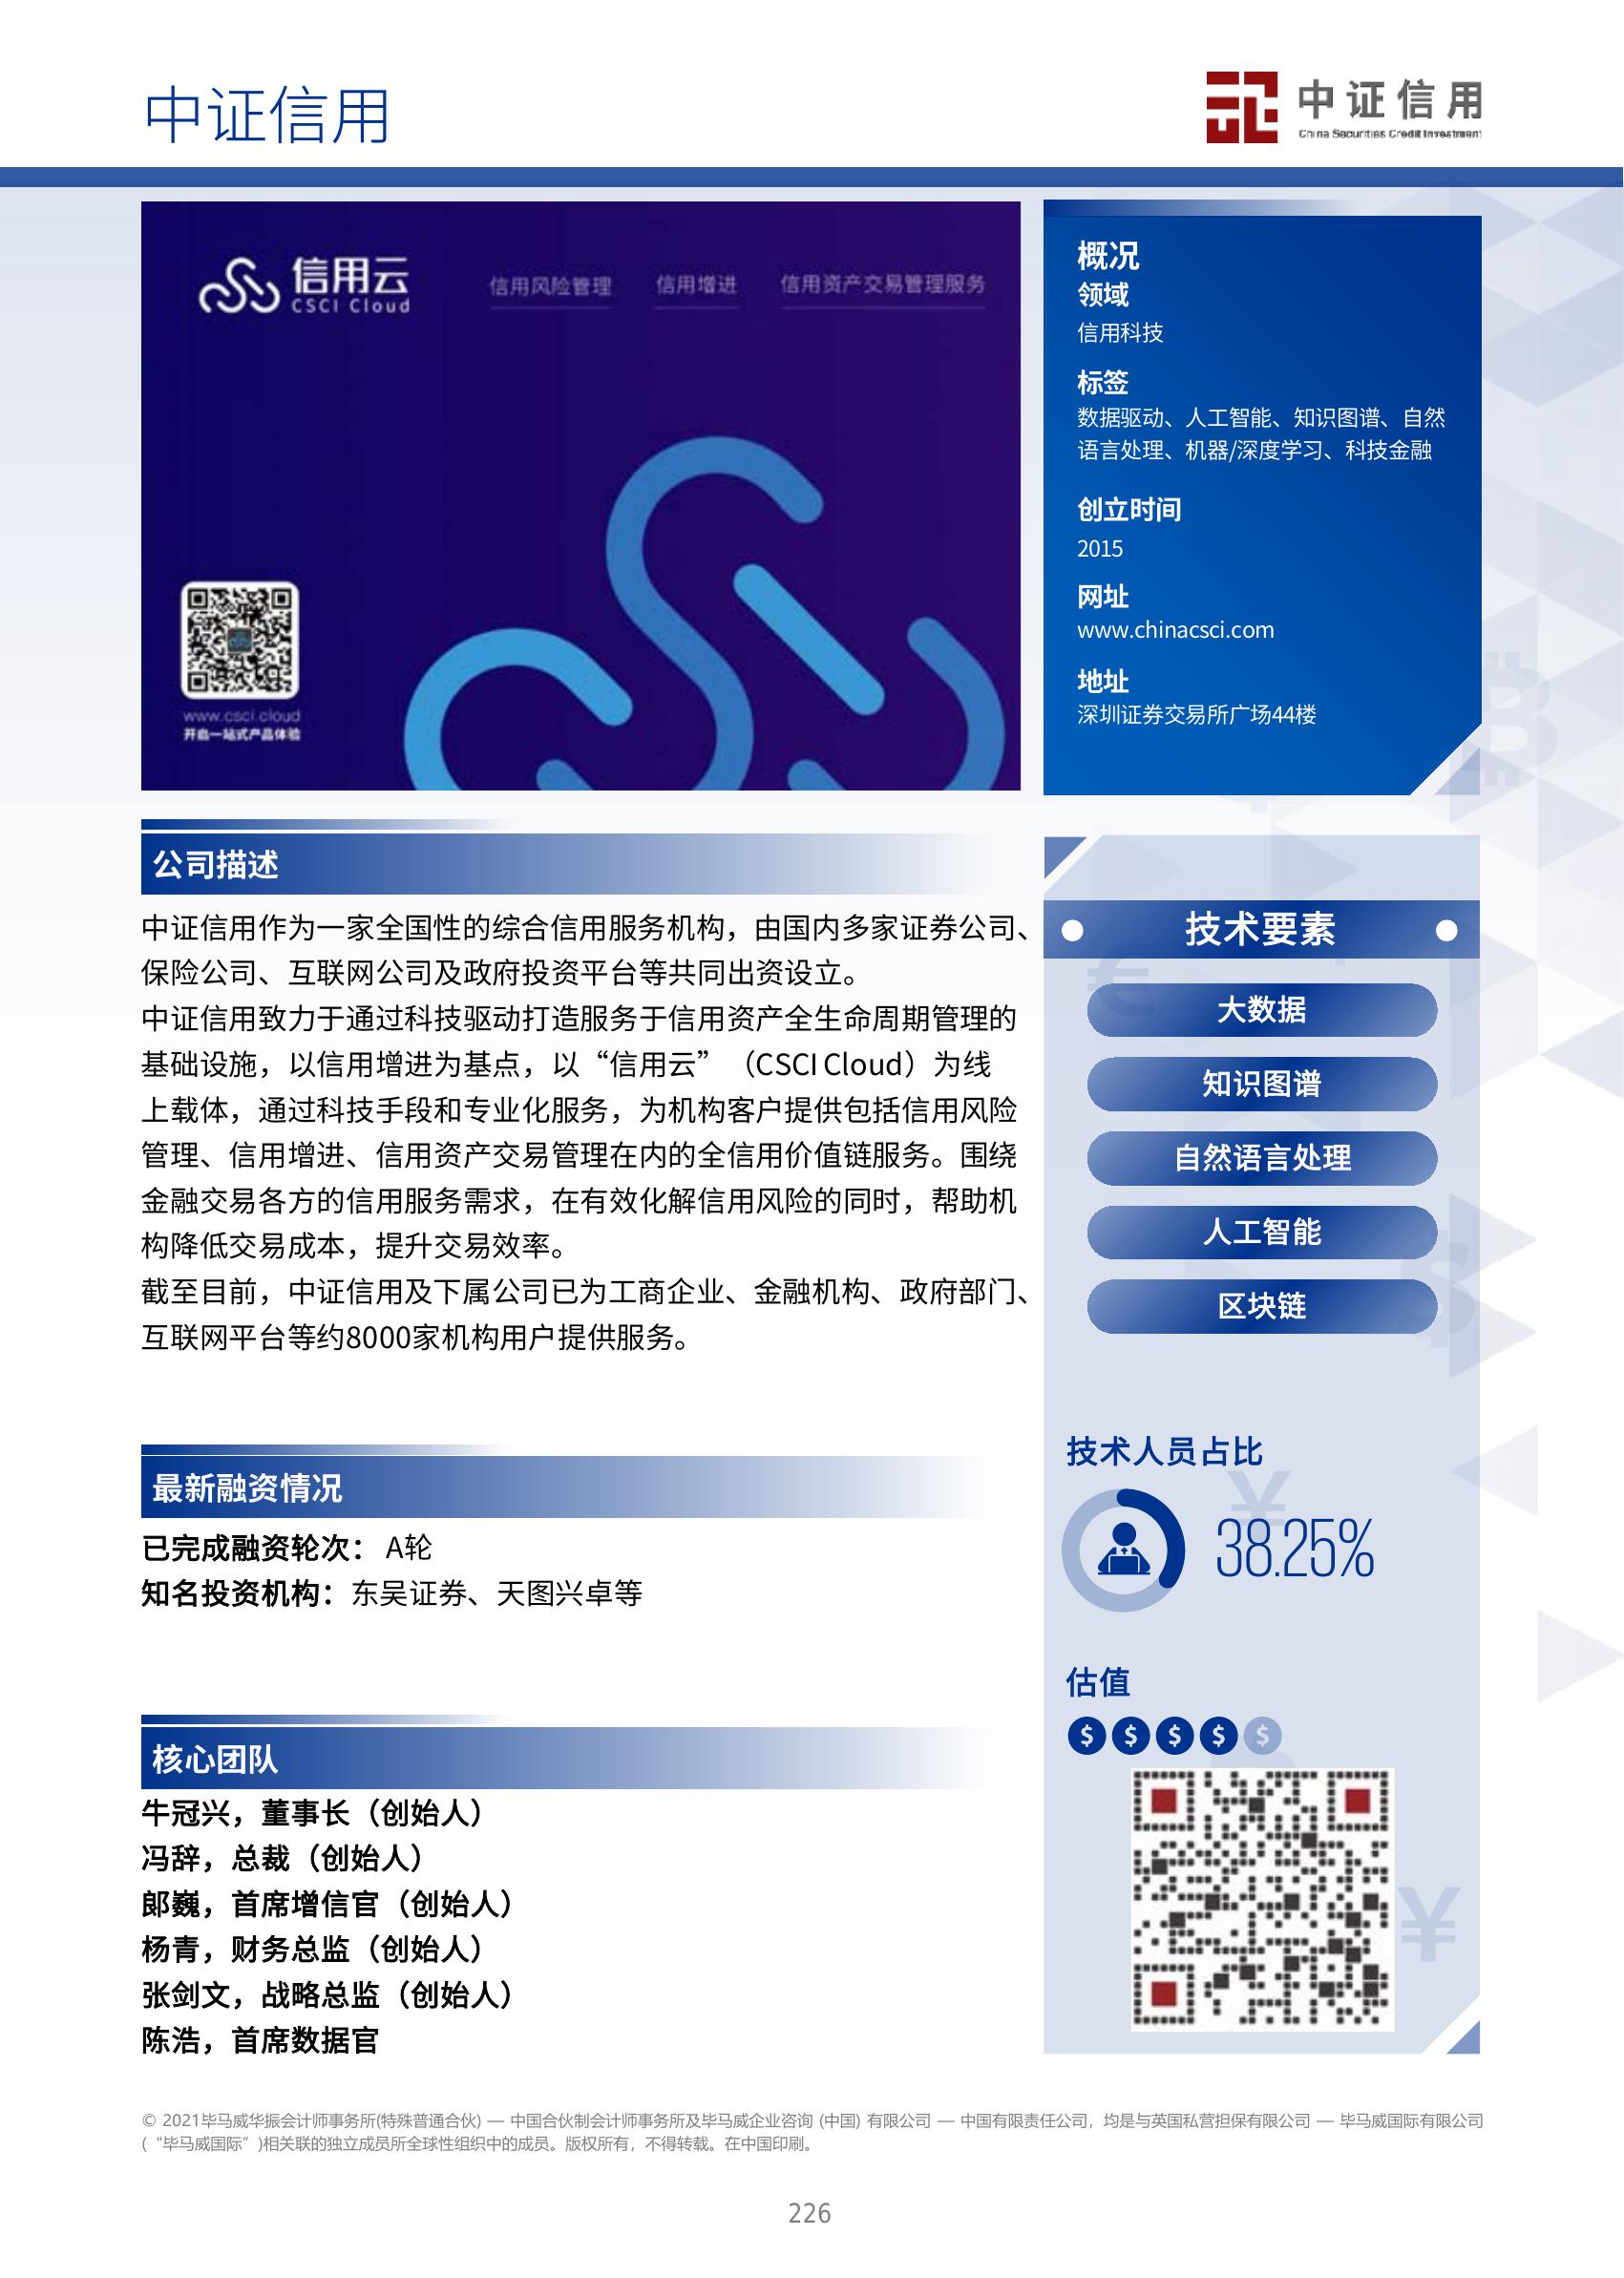 中证信用
中证信用
China Securities Credit Investment
信用云
CSCI Cloud
信用风险管理
信用增进
信用资产交易管理服务
www.csci.cloud
开启一站式产品体验
概况
领域
信用科技
标签
数据驱动、人工智能、知识图谱、自然
语言处理、机器/深度学习、科技金融
创立时间
2015
网址
www.chinacsci.com
地址
深圳证券交易所广场44楼
公司描述
中证信用作为一家全国性的综合信用服务机构，由国内多家证券公司、
保险公司、互联网公司及政府投资平台等共同出资设立。
中证信用致力于通过科技驱动打造服务于信用资产全生命周期管理的
基础设施，以信用增进为基点，以“信用云”（CSCI Cloud）为线
上载体，通过科技手段和专业化服务，为机构客户提供包括信用风险
管理、信用增进、信用资产交易管理在内的全信用价值链服务。围绕
金融交易各方的信用服务需求，在有效化解信用风险的同时，帮助机
构降低交易成本，提升交易效率。
截至目前，中证信用及下属公司已为工商企业、金融机构、政府部门、
互联网平台等约8000家机构用户提供服务。
最新融资情况
已完成融资轮次： A轮
知名投资机构：东吴证券、天图兴卓等
核心团队
牛冠兴，董事长（创始人）
冯辞，总裁（创始人）
郎巍，首席增信官（创始人）
杨青，财务总监（创始人）
张剑文，战略总监（创始人）
陈浩，首席数据官
技术要素
大数据
知识图谱
自然语言处理
人工智能
区块链
技术人员占比
38.25%
估值
$ $ $ $ $
© 2021毕马威华振会计师事务所(特殊普通合伙) — 中国合伙制会计师事务所及毕马威企业咨询 (中国) 有限公司 — 中国有限责任公司，均是与英国私营担保有限公司 — 毕马威国际有限公司
(“毕马威国际”)相关联的独立成员所全球性组织中的成员。版权所有，不得转载。在中国印刷。
226